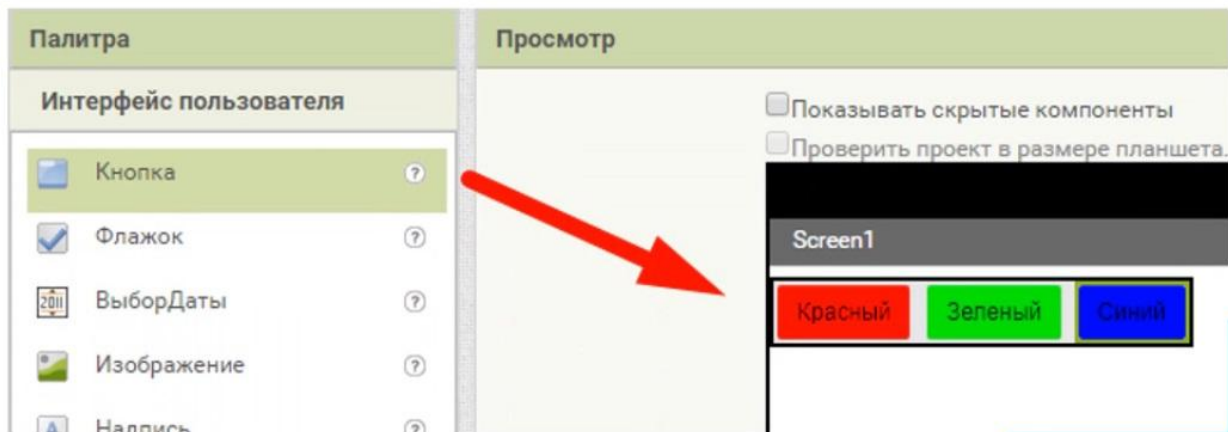 Палитра
Просмотр
Интерфейс пользователя
Показывать скрытые компоненты
Проверить проект в размере планшета.
Кнопка ?
Флажок ?
2011 ВыборДаты ?
Изображение ?
A Надпись ?
Screen1
Красный Зеленый Синий